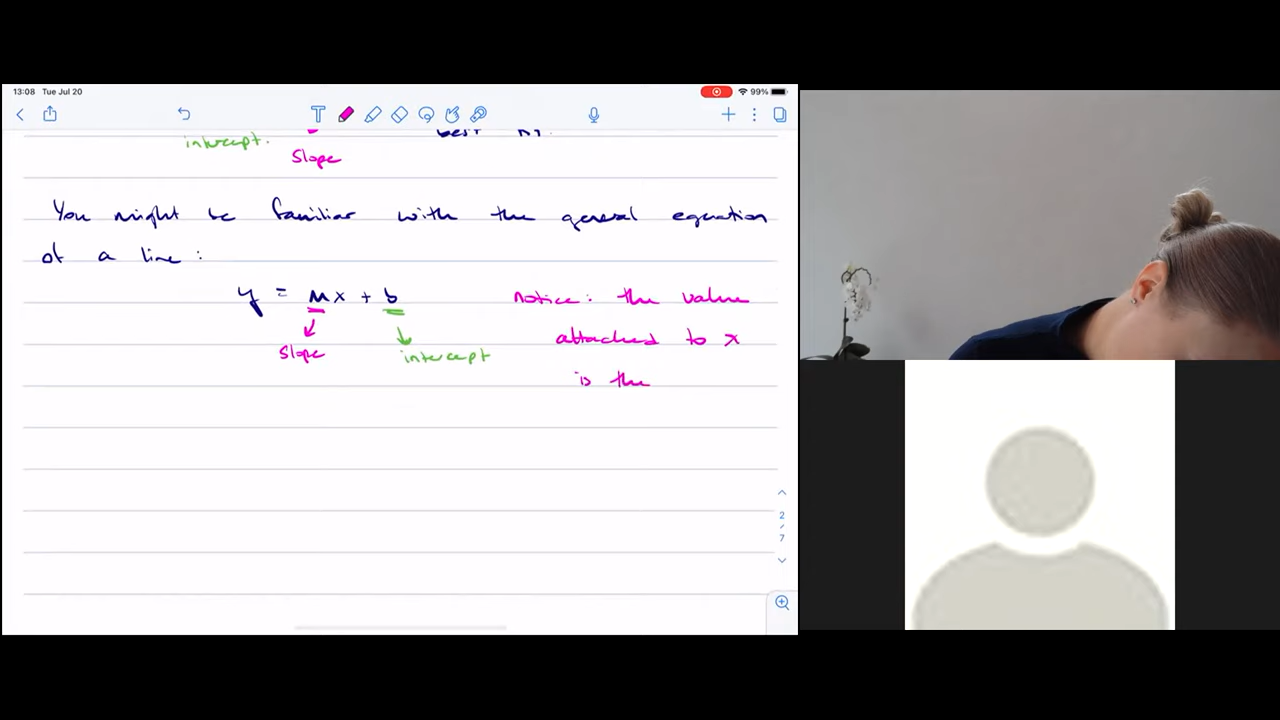 13:08 Tue Jul 20
99%
T
intercept.
Slope
You might be familiar with the general equation
of a line:
y = mx + b
slope
intercept
notice: the value
attached to x
is the
2
/
7